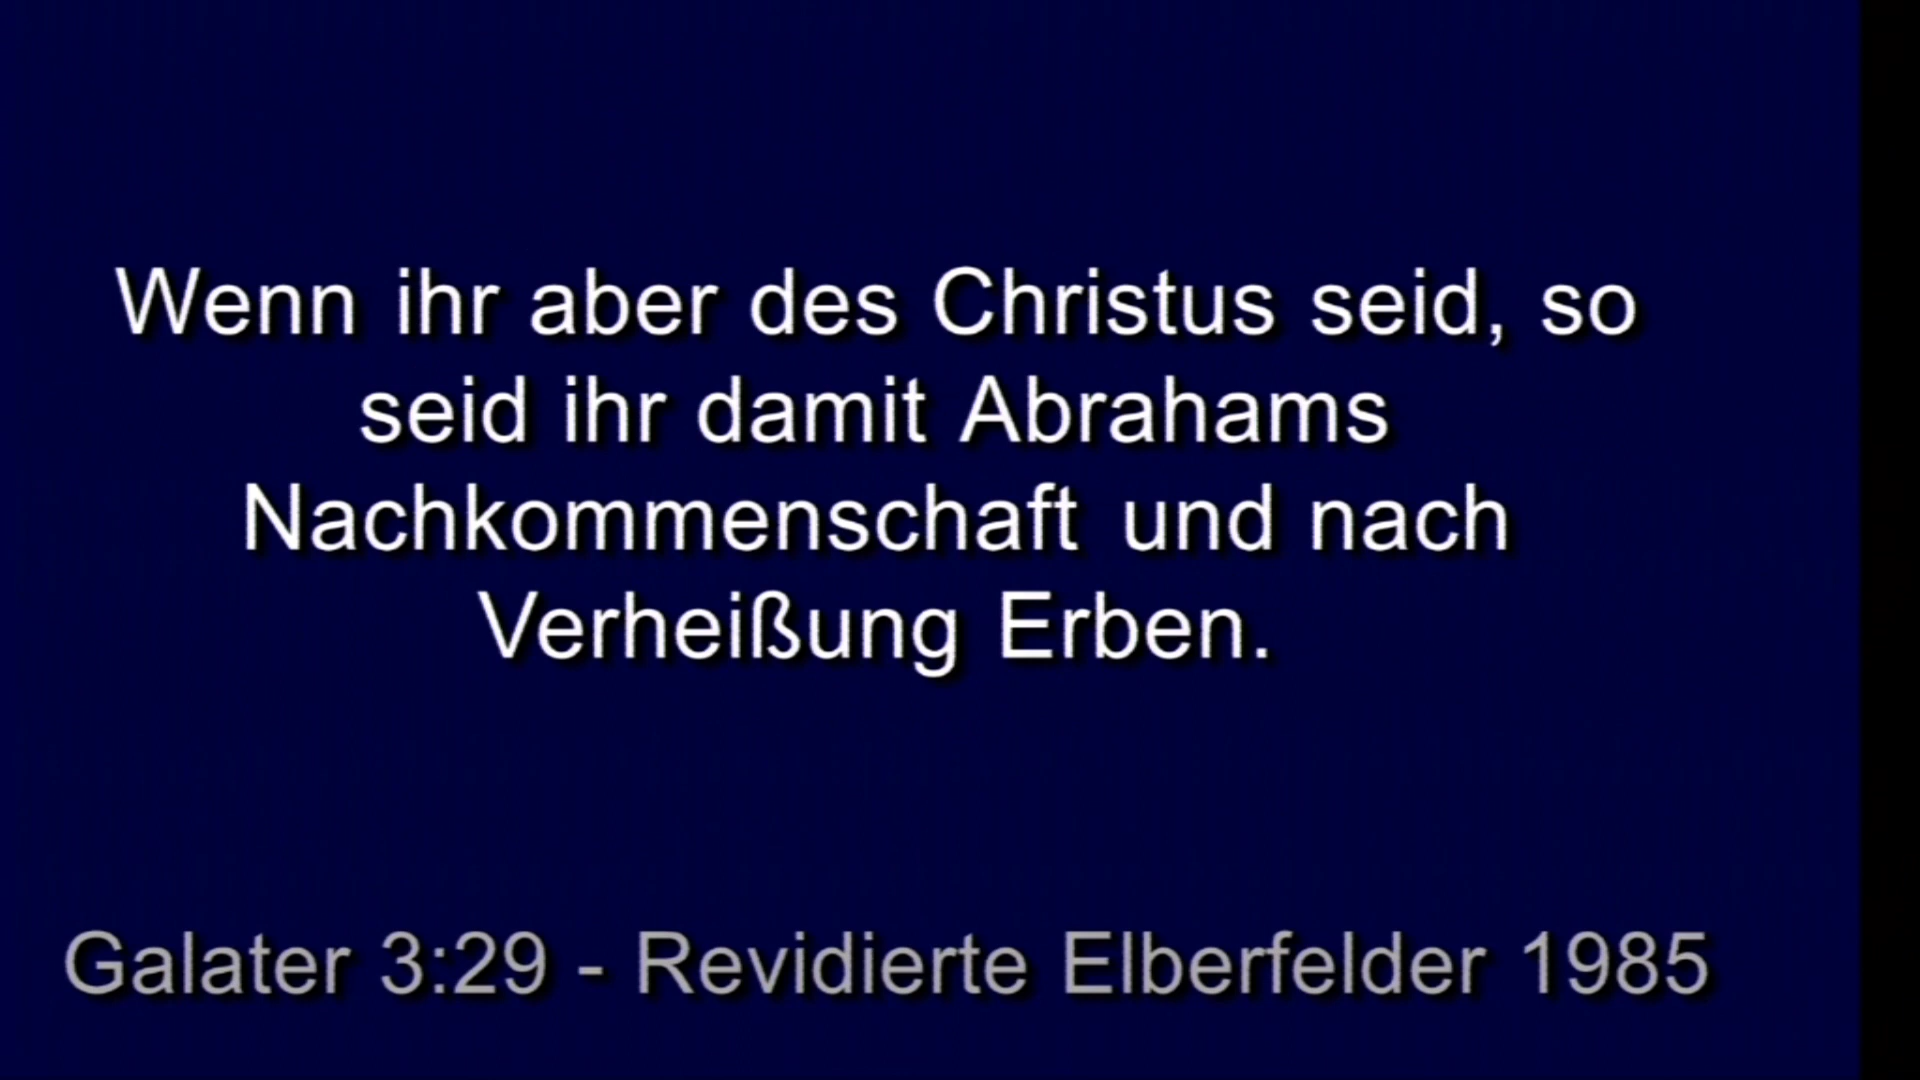 Wenn ihr aber des Christus seid, so
seid ihr damit Abrahams
Nachkommenschaft und nach
Verheißung Erben.
Galater 3:29 - Revidierte Elberfelder 1985